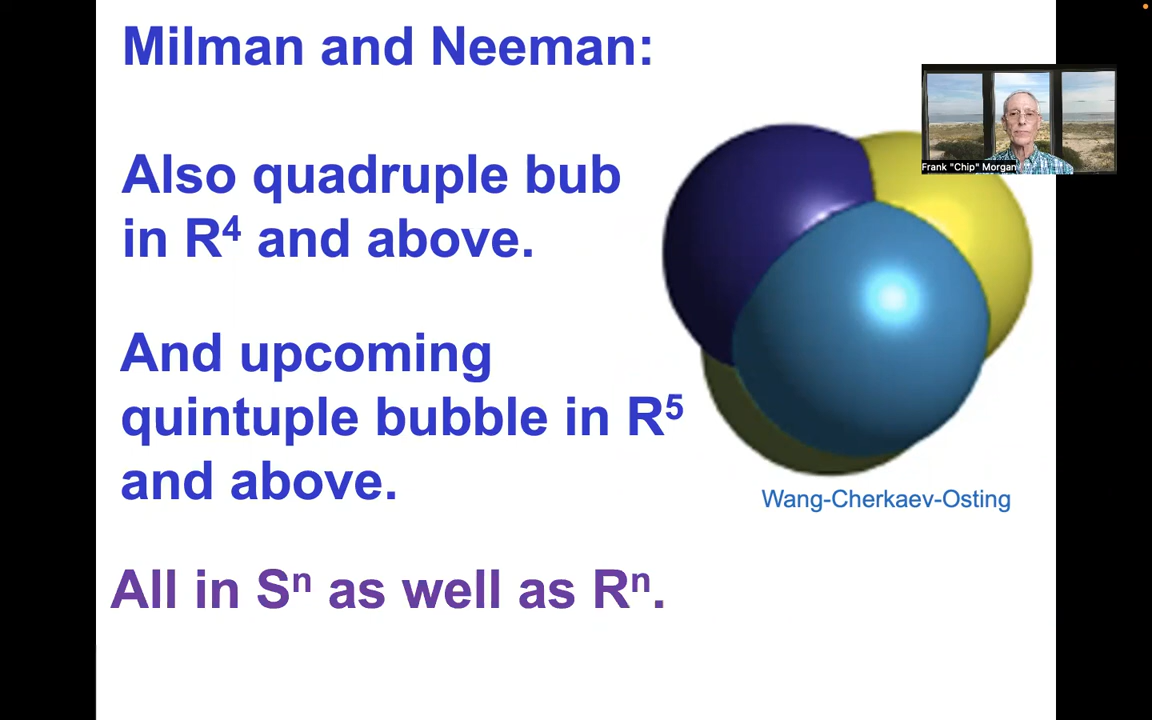 Milman and Neeman:
Also quadruple bub
in R⁴ and above.
And upcoming
quintuple bubble in R⁵
and above.
All in Sⁿ as well as Rⁿ.
Wang-Cherkaev-Osting
Frank "Chip" Morgan